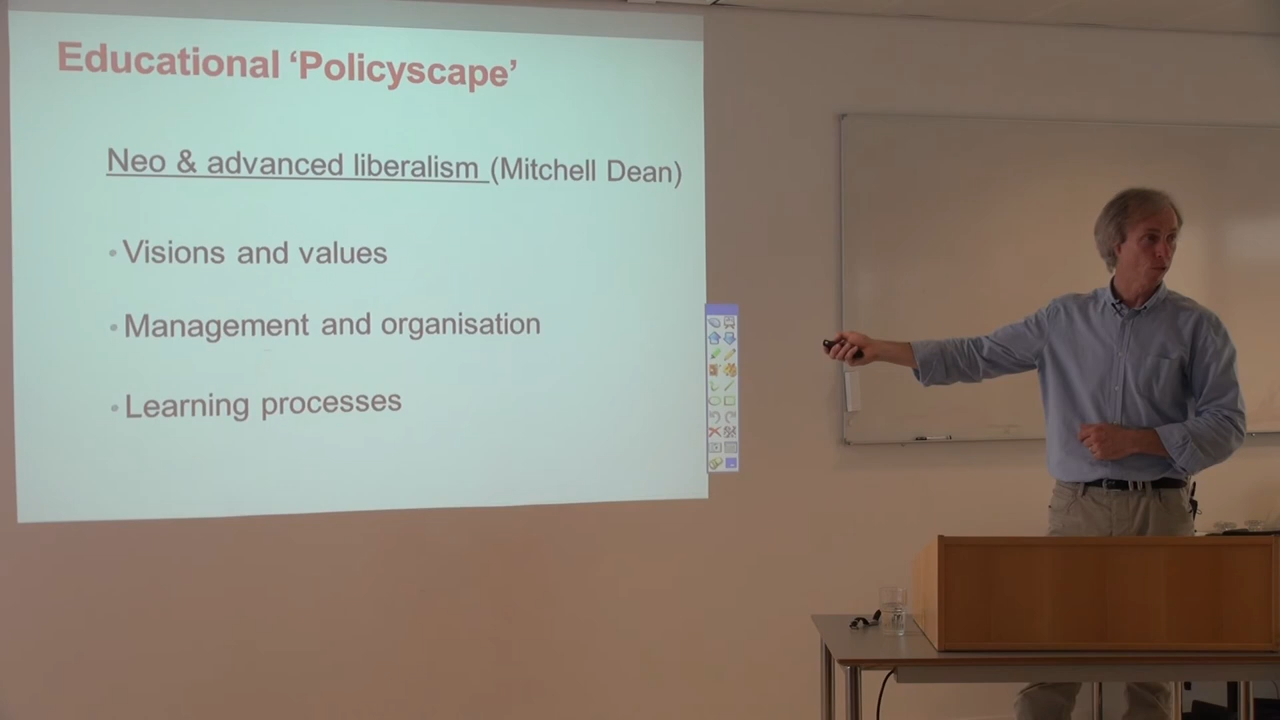 Educational ‘Policyscape’
Neo & advanced liberalism (Mitchell Dean)
• Visions and values
• Management and organisation
• Learning processes